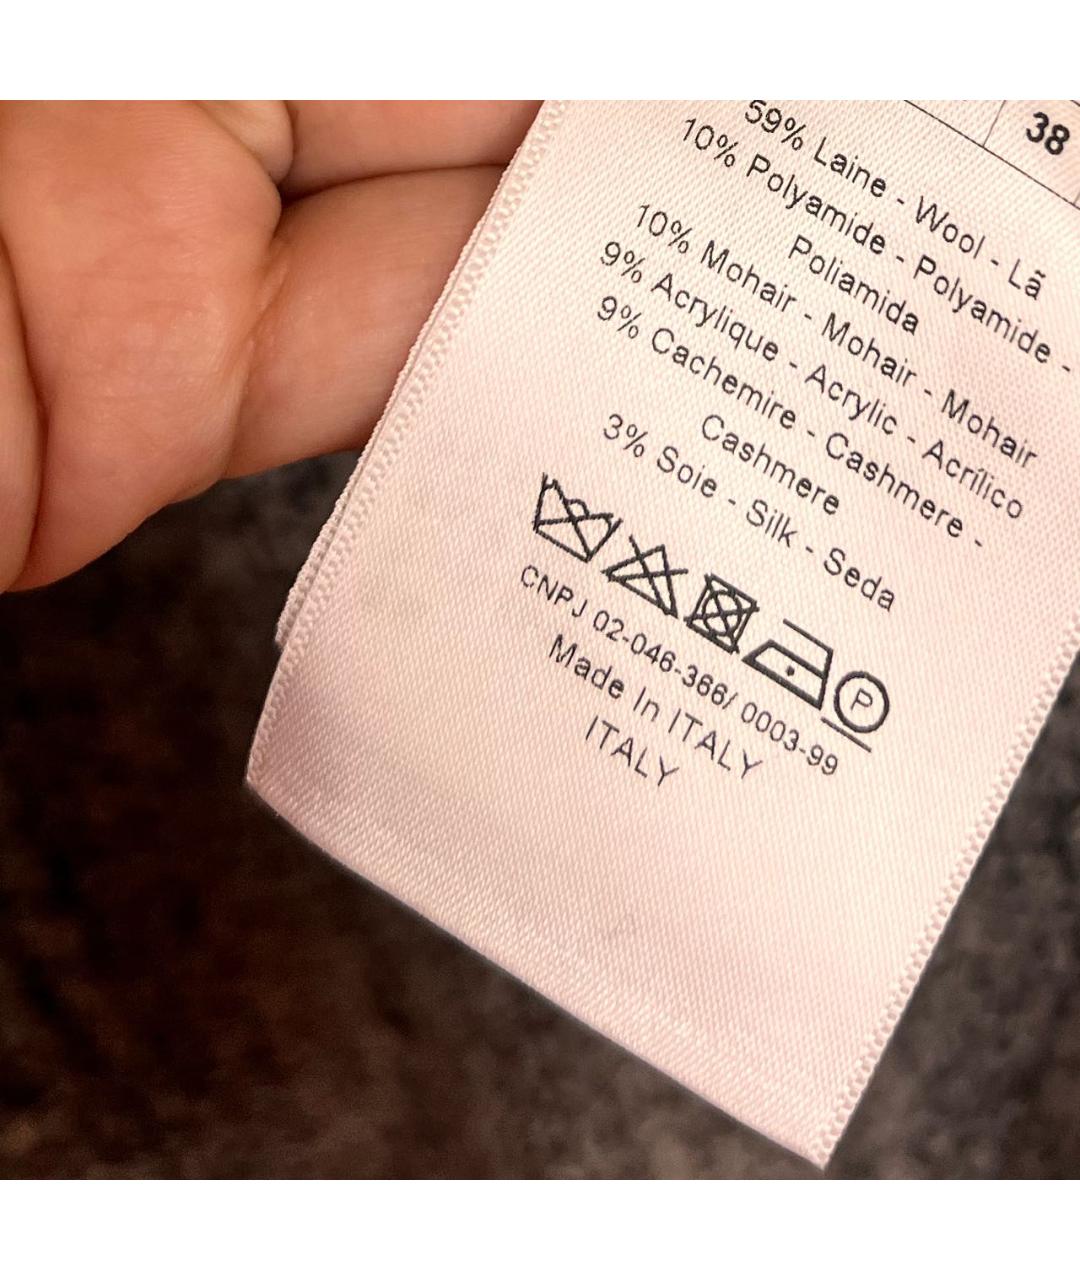 38
59% Laine - Wool - Lã
10% Polyamide - Polyamide -
Poliamida
10% Mohair - Mohair - Mohair
9% Acrylique - Acrylic - Acrílico
9% Cachemire - Cashmere -
Cashmere
3% Soie - Silk - Seda
P
CNPJ 02-046-366/ 0003-99
Made In ITALY
ITALY